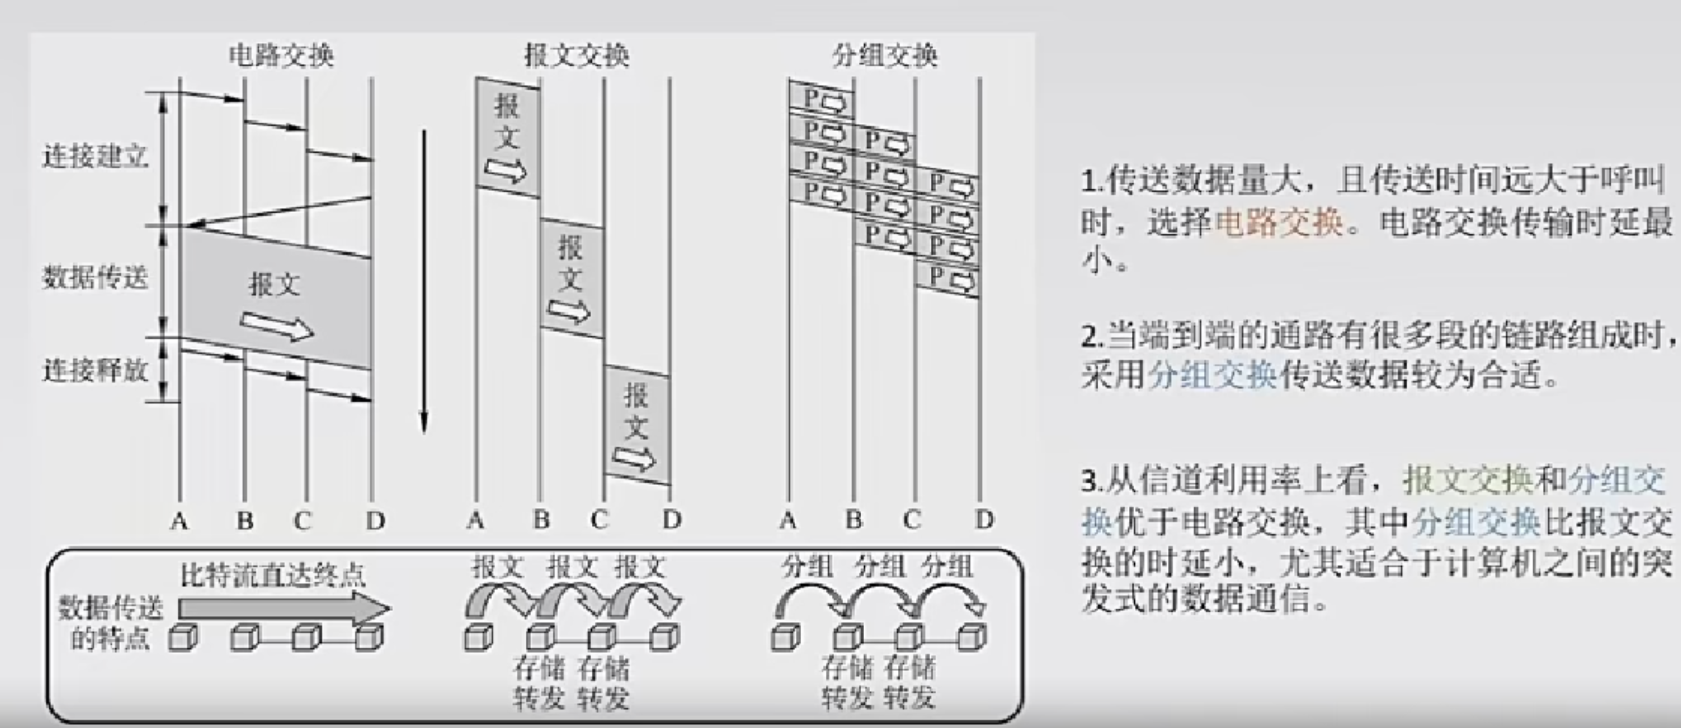 电路交换
报文交换
分组交换
连接建立
数据传送
连接释放
报文
报
文
报
文
报
文
P
P
P
P
P
P
P
P
P
P
P
P
A B C D
A B C D
A B C D
数据传送
的特点
比特流直达终点
报文 报文 报文
存储 存储
转发 转发
分组 分组 分组
存储 存储
转发 转发
1.传送数据量大，且传送时间远大于呼叫
时，选择电路交换。电路交换传输时延最
小。
2.当端到端的通路有很多段的链路组成时，
采用分组交换传送数据较为合适。
3.从信道利用率上看，报文交换和分组交
换优于电路交换，其中分组交换比报文交
换的时延小，尤其适合于计算机之间的突
发式的数据通信。